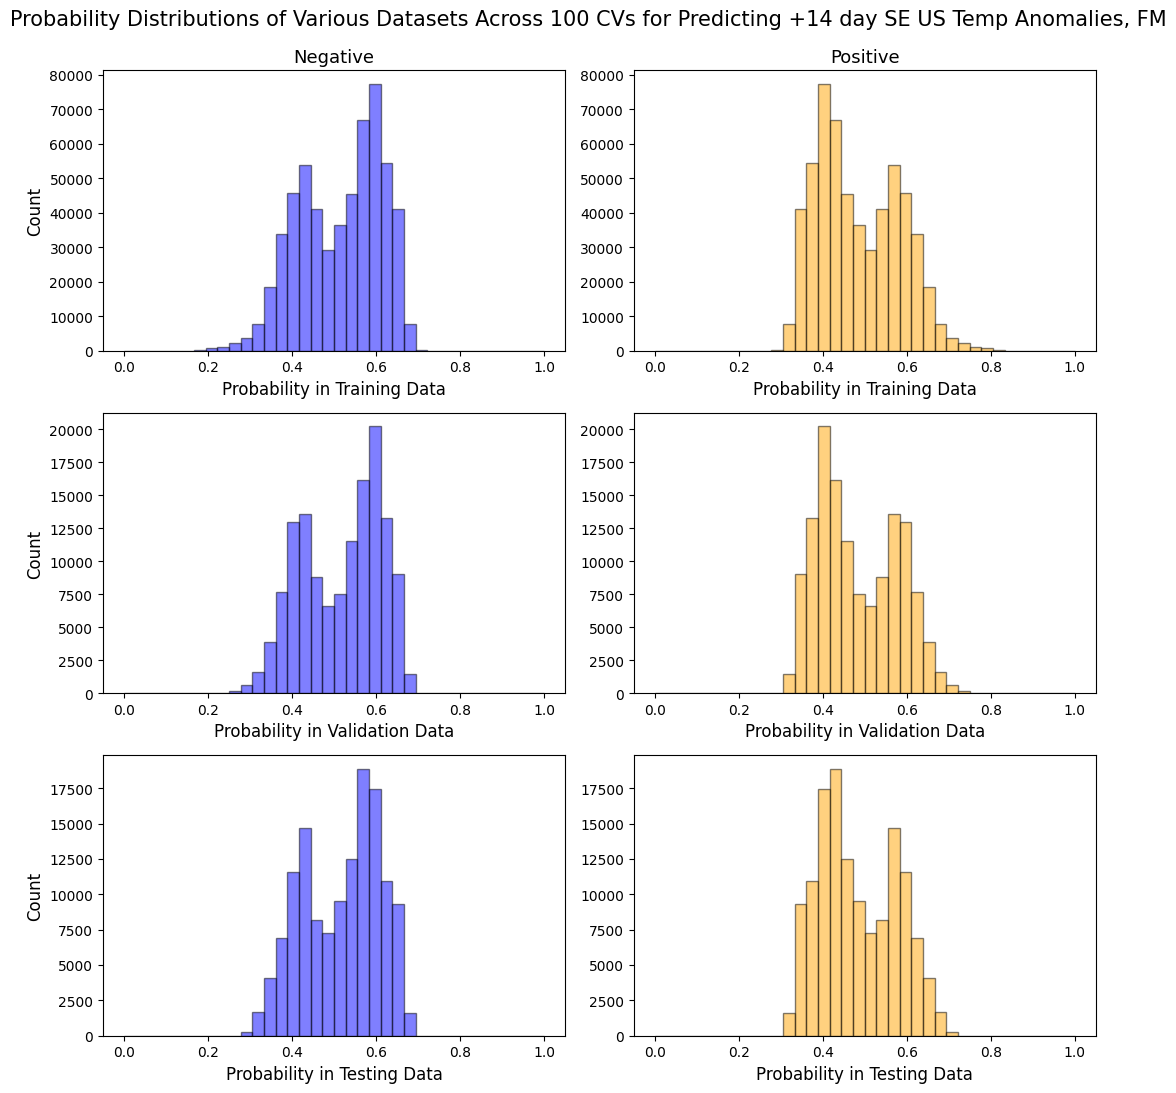 Probability Distributions of Various Datasets Across 100 CVs for Predicting +14 day SE US Temp Anomalies, FM
Negative
Positive
80000
70000
60000
50000
40000
30000
20000
10000
0
Count
0.0 0.2 0.4 0.6 0.8 1.0
Probability in Training Data
80000
70000
60000
50000
40000
30000
20000
10000
0
0.0 0.2 0.4 0.6 0.8 1.0
Probability in Training Data
20000
17500
15000
12500
10000
7500
5000
2500
0
Count
0.0 0.2 0.4 0.6 0.8 1.0
Probability in Validation Data
20000
17500
15000
12500
10000
7500
5000
2500
0
0.0 0.2 0.4 0.6 0.8 1.0
Probability in Validation Data
17500
15000
12500
10000
7500
5000
2500
0
Count
0.0 0.2 0.4 0.6 0.8 1.0
Probability in Testing Data
17500
15000
12500
10000
7500
5000
2500
0
0.0 0.2 0.4 0.6 0.8 1.0
Probability in Testing Data